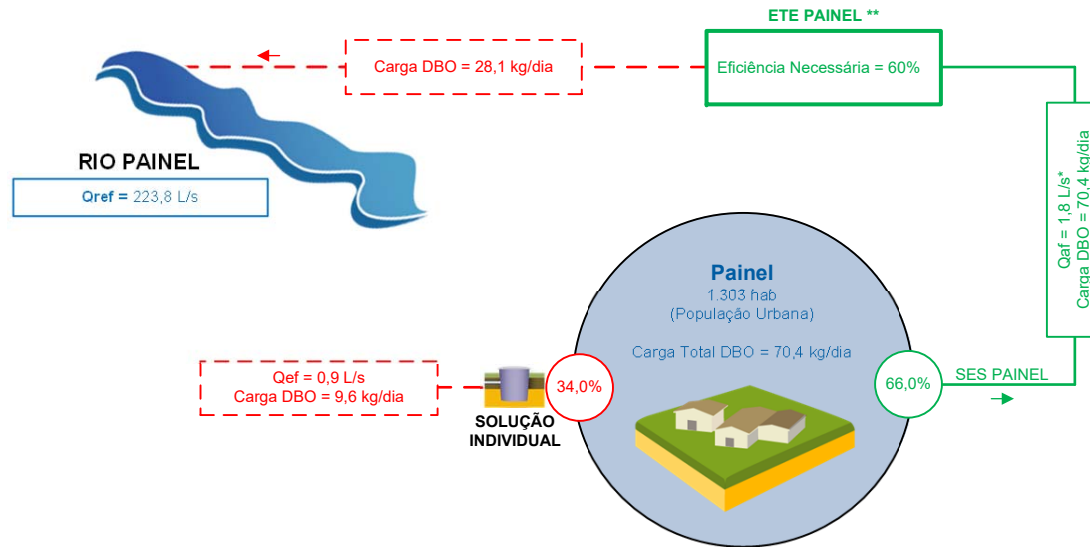 ETE PAINEL **
Carga DBO = 28,1 kg/dia
Eficiência Necessária = 60%
RIO PAINEL
Qref = 223,8 L/s
Qaf = 1,8 L/s*
Carga DBO = 70,4 kg/dia
Painel
1.303 hab
(População Urbana)
Carga Total DBO = 70,4 kg/dia
Qef = 0,9 L/s
Carga DBO = 9,6 kg/dia
34,0%
66,0%
SES PAINEL
SOLUÇÃO
INDIVIDUAL